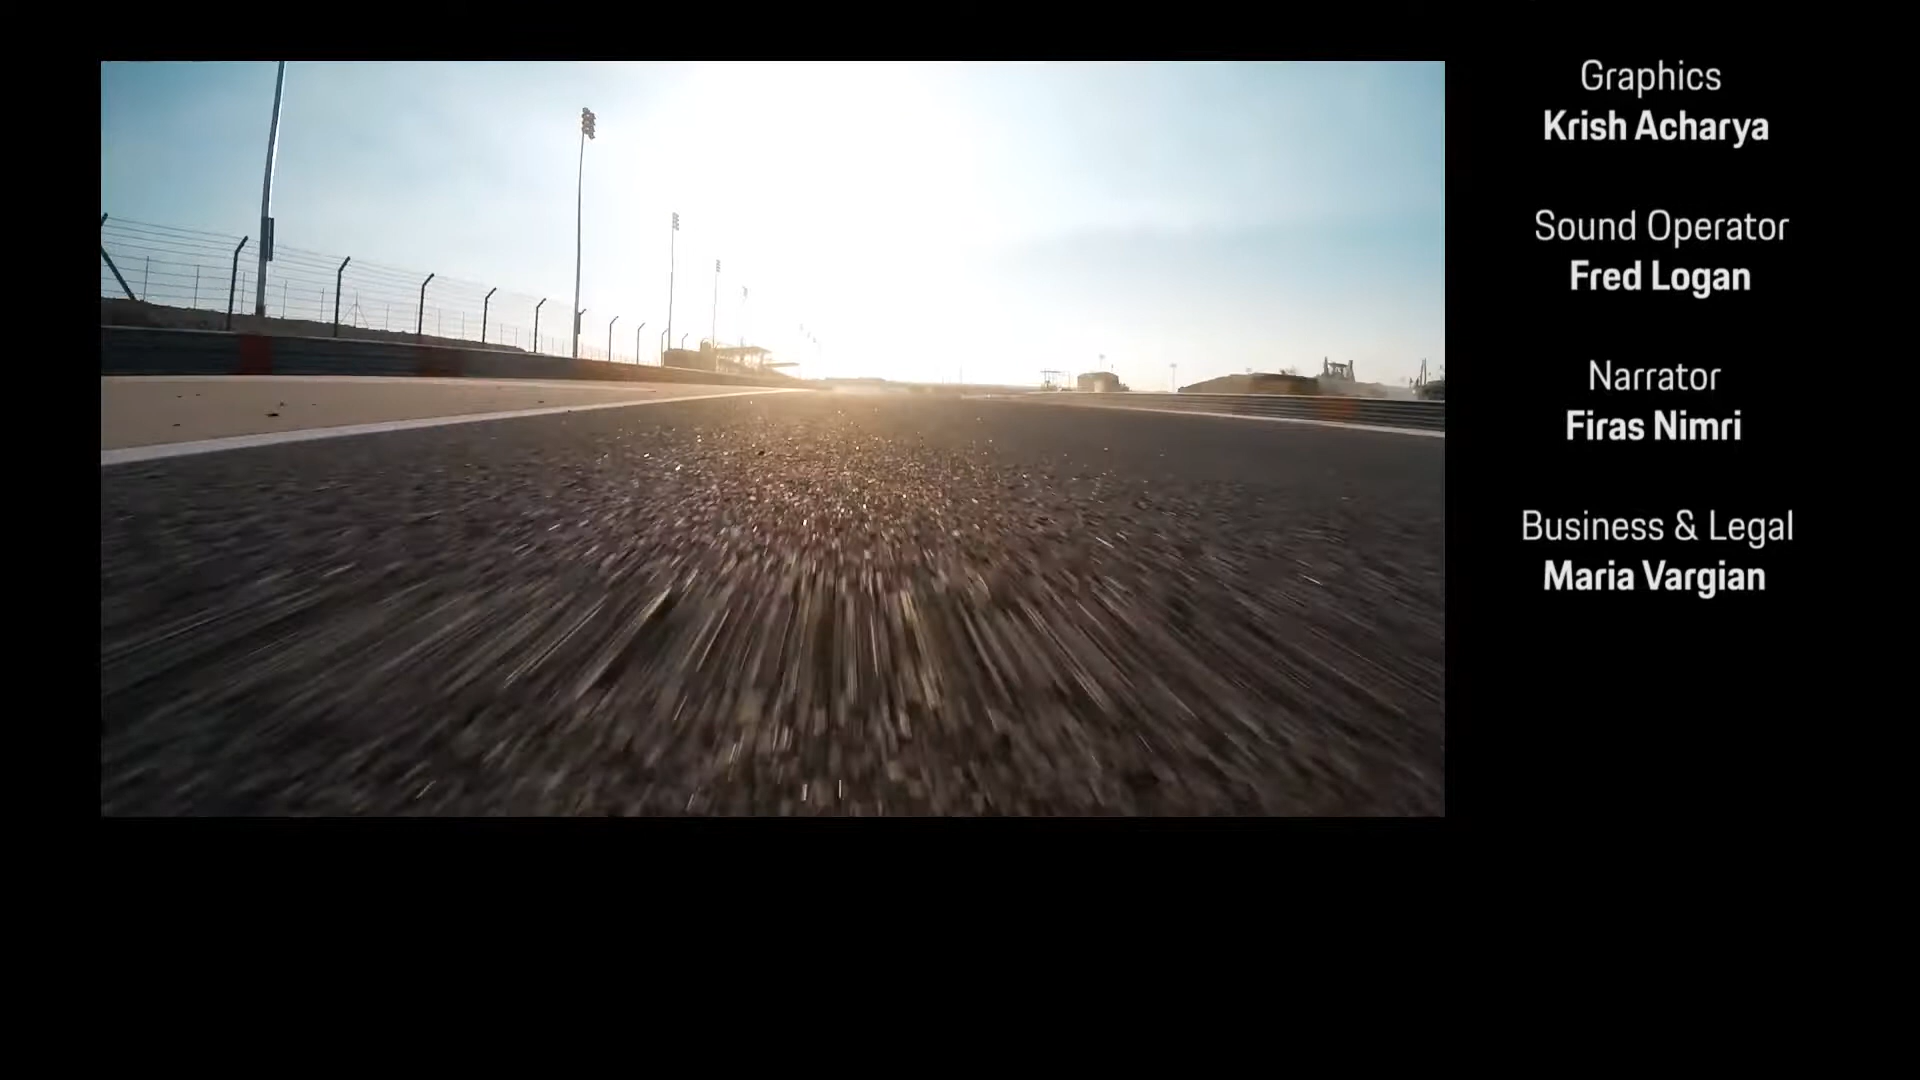 Graphics
Krish Acharya
Sound Operator
Fred Logan
Narrator
Firas Nimri
Business & Legal
Maria Vargian